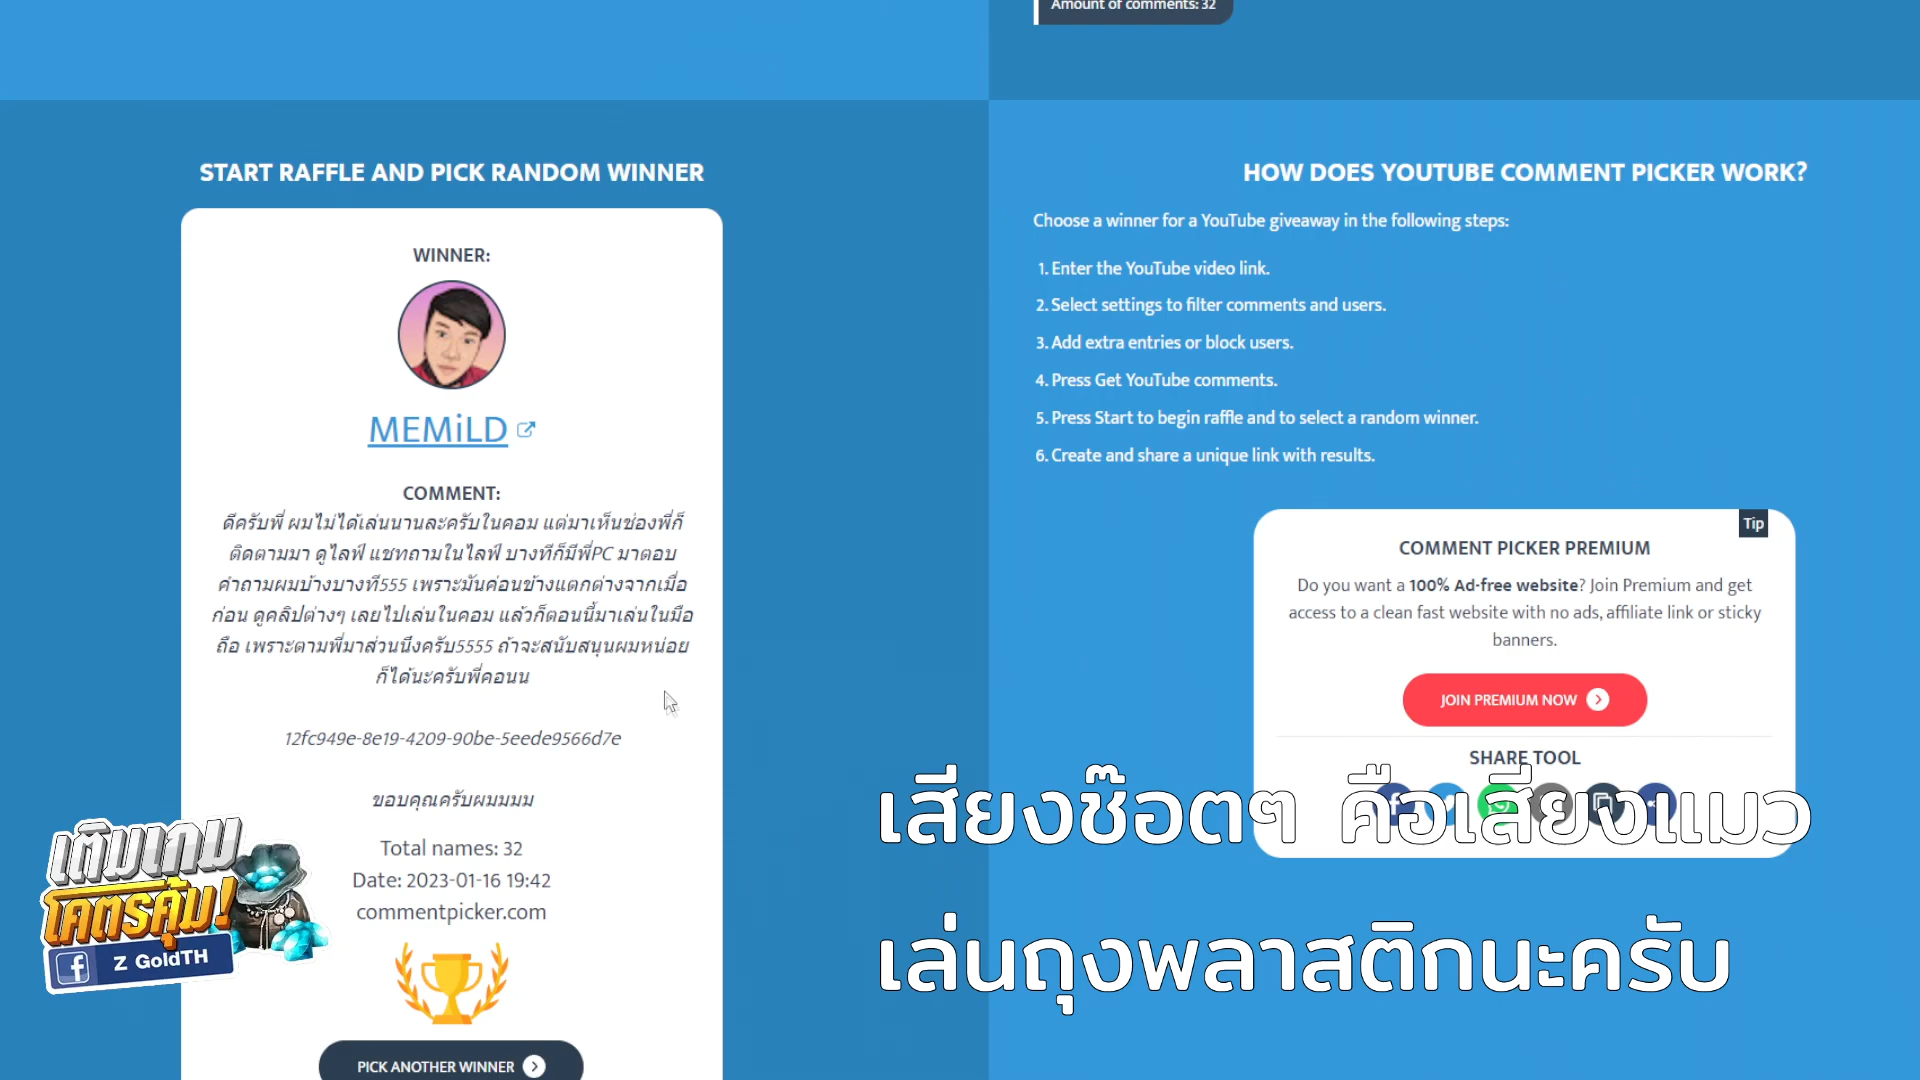 Amount of comments: 32
START RAFFLE AND PICK RANDOM WINNER
WINNER:
MEMiLD
COMMENT:
ดีครับพี่ ผมไม่ได้เล่นนานละครับในคอม แต่มาเห็นช่องพี่ก็
ติดตามมา ดูไลฟ์ แชทถามในไลฟ์ บางทีก็มีพี่PC มาตอบ
คำถามผมบ้างบางที555 เพราะมันค่อนข้างแตกต่างจากเมื่อ
ก่อน ดูคลิปต่างๆ เลยไปเล่นในคอม แล้วก็ตอนนี้มาเล่นในมือ
ถือ เพราะตามพี่มาส่วนนึงครับ5555 ถ้าจะสนับสนุนผมหน่อย
ก็ได้นะครับพี่คอนน
12fc949e-8e19-4209-90be-5eede9566d7e
ขอบคุณครับผมมมม
Total names: 32
Date: 2023-01-16 19:42
commentpicker.com
PICK ANOTHER WINNER
HOW DOES YOUTUBE COMMENT PICKER WORK?
Choose a winner for a YouTube giveaway in the following steps:
1. Enter the YouTube video link.
2. Select settings to filter comments and users.
3. Add extra entries or block users.
4. Press Get YouTube comments.
5. Press Start to begin raffle and to select a random winner.
6. Create and share a unique link with results.
Tip
COMMENT PICKER PREMIUM
Do you want a 100% Ad-free website? Join Premium and get
access to a clean fast website with no ads, affiliate link or sticky
banners.
JOIN PREMIUM NOW
SHARE TOOL
เสียงช๊อตๆ คือเสียงแมว
เล่นถุงพลาสติกนะครับ
เติมเกม
โคตรคุ้ม!
f Z GoldTH